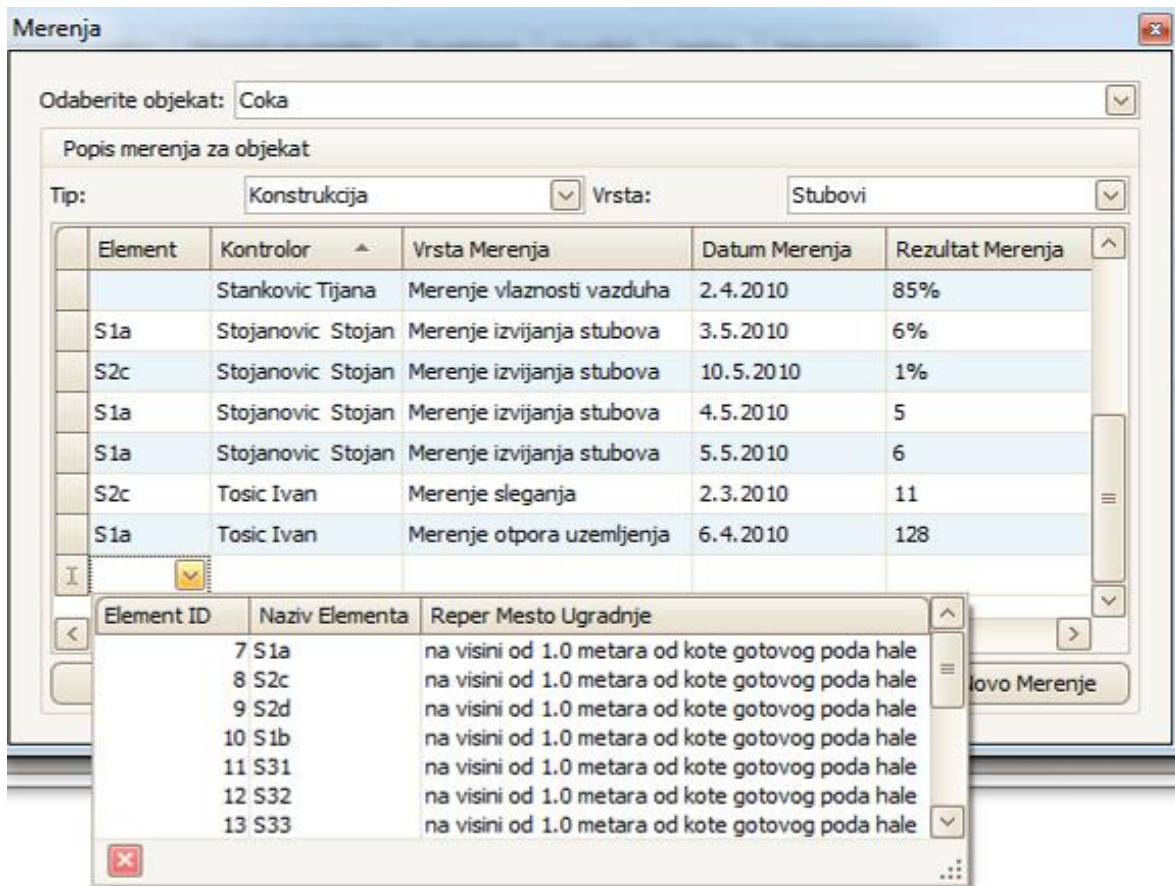 Merenja
Odaberite objekat: Coka
Popis merenja za objekat
Tip: Konstrukcija Vrsta: Stubovi
Element Kontrolor Vrsta Merenja Datum Merenja Rezultat Merenja
Stankovic Tijana Merenje vlaznosti vazduha 2.4.2010 85%
S1a Stojanovic Stojan Merenje izvijanja stubova 3.5.2010 6%
S2c Stojanovic Stojan Merenje izvijanja stubova 10.5.2010 1%
S1a Stojanovic Stojan Merenje izvijanja stubova 4.5.2010 5
S1a Stojanovic Stojan Merenje izvijanja stubova 5.5.2010 6
S2c Tosic Ivan Merenje sleganja 2.3.2010 11
S1a Tosic Ivan Merenje otpora uzemljenja 6.4.2010 128
Element ID Naziv Elementa Reper Mesto Ugradnje
7 S1a na visini od 1.0 metara od kote gotovog poda hale
8 S2c na visini od 1.0 metara od kote gotovog poda hale
9 S2d na visini od 1.0 metara od kote gotovog poda hale
10 S1b na visini od 1.0 metara od kote gotovog poda hale
11 S31 na visini od 1.0 metara od kote gotovog poda hale
12 S32 na visini od 1.0 metara od kote gotovog poda hale
13 S33 na visini od 1.0 metara od kote gotovog poda hale
Novo Merenje